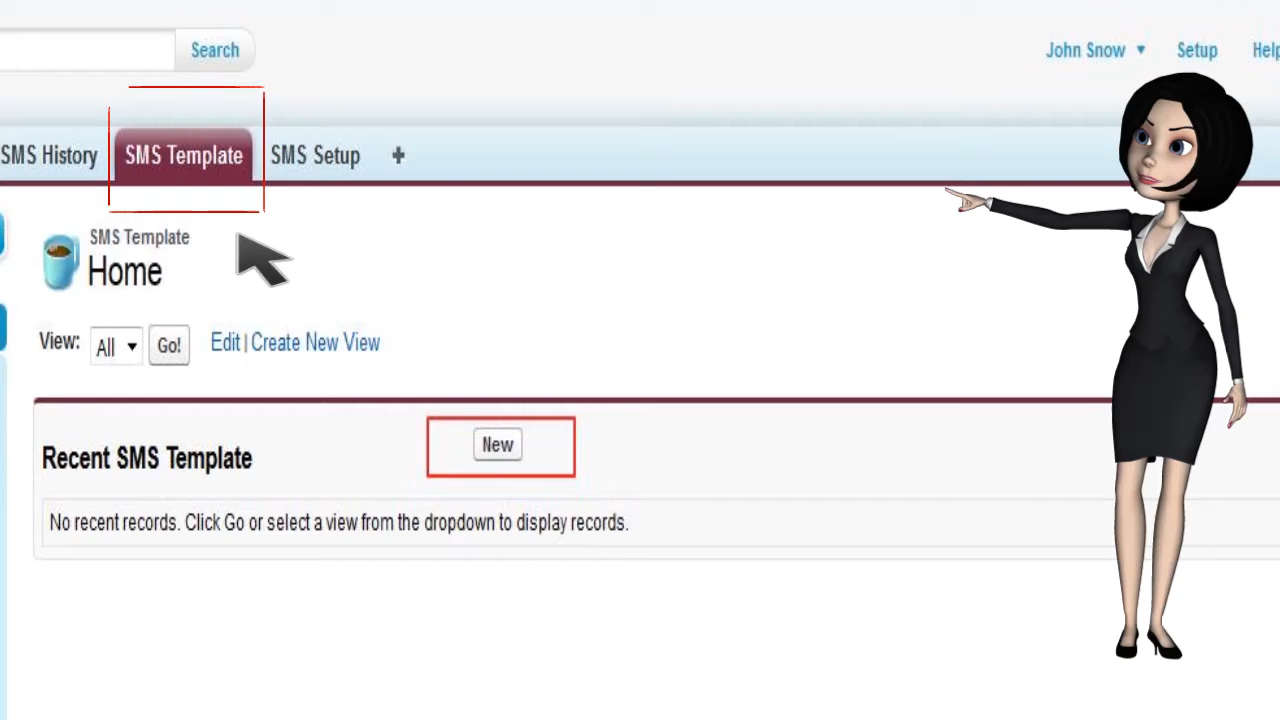 Search
John Snow Setup Help
SMS History SMS Template SMS Setup +
SMS Template
Home
View: All Go! Edit | Create New View
Recent SMS Template New
No recent records. Click Go or select a view from the dropdown to display records.